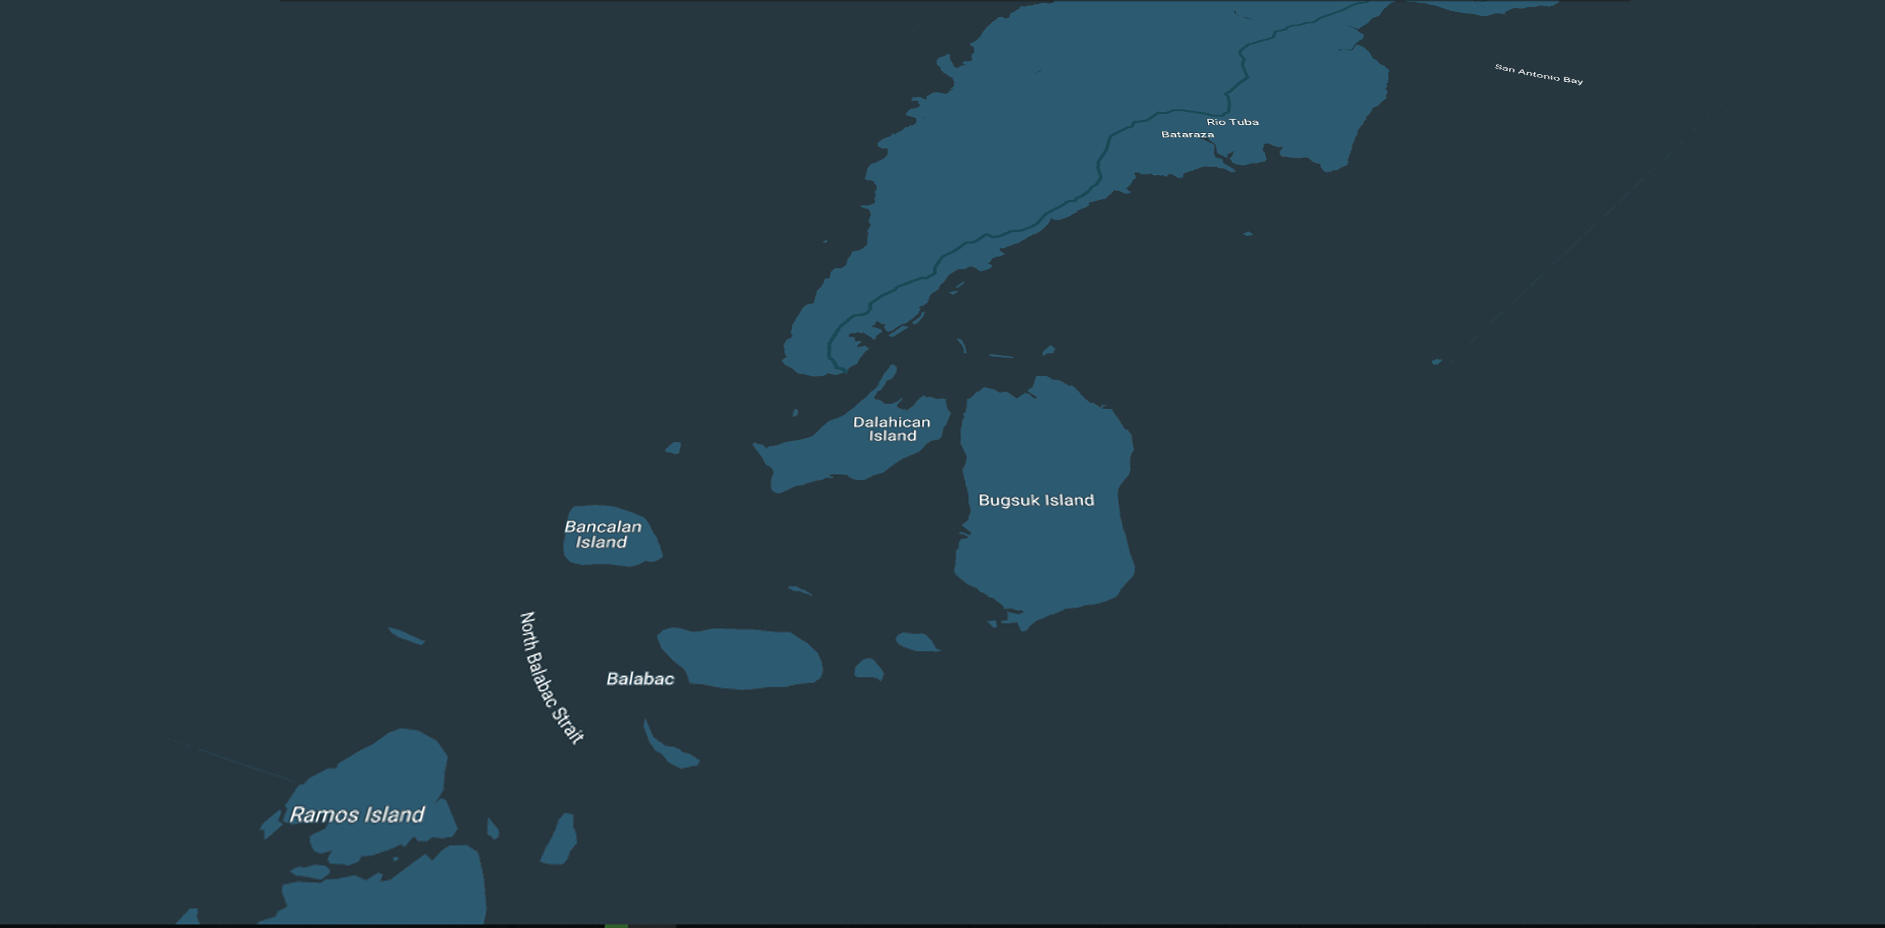 San Antonio Bay
Rio Tuba
Bataraza
Dalahican
Island
Bugsuk Island
Bancalan
Island
North Balabac Strait
Balabac
Ramos Island